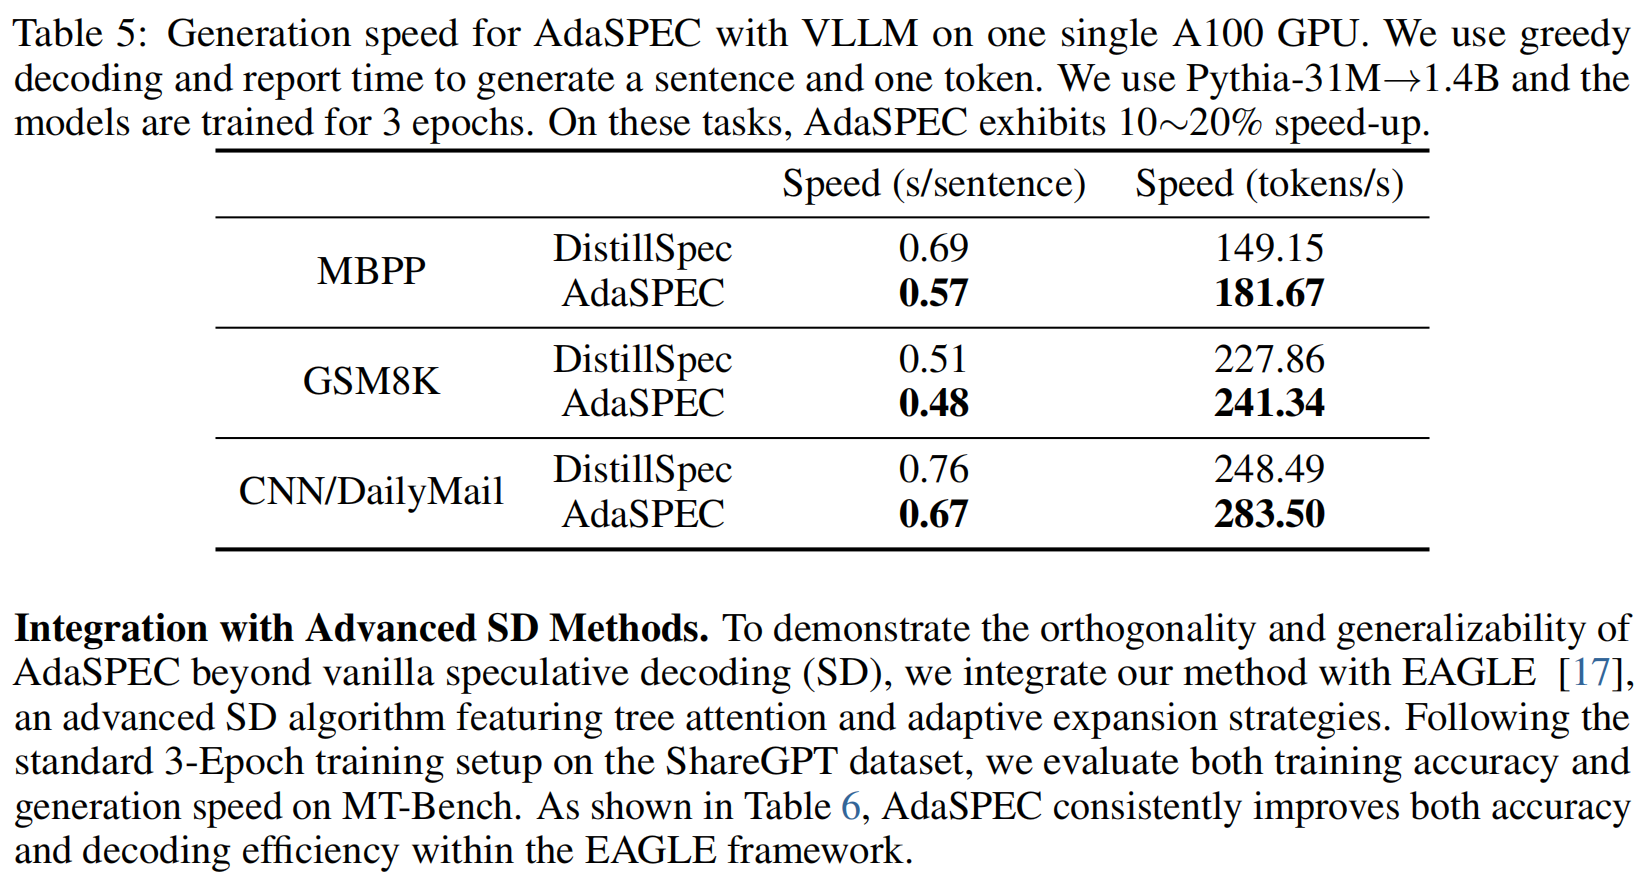 Table 5: Generation speed for AdaSPEC with VLLM on one single A100 GPU. We use greedy
decoding and report time to generate a sentence and one token. We use Pythia-31M→1.4B and the
models are trained for 3 epochs. On these tasks, AdaSPEC exhibits 10∼20% speed-up.
Speed (s/sentence) Speed (tokens/s)
MBPP
DistillSpec 0.69 149.15
AdaSPEC 0.57 181.67
GSM8K
DistillSpec 0.51 227.86
AdaSPEC 0.48 241.34
CNN/DailyMail
DistillSpec 0.76 248.49
AdaSPEC 0.67 283.50
Integration with Advanced SD Methods. To demonstrate the orthogonality and generalizability of
AdaSPEC beyond vanilla speculative decoding (SD), we integrate our method with EAGLE [17],
an advanced SD algorithm featuring tree attention and adaptive expansion strategies. Following the
standard 3-Epoch training setup on the ShareGPT dataset, we evaluate both training accuracy and
generation speed on MT-Bench. As shown in Table 6, AdaSPEC consistently improves both accuracy
and decoding efficiency within the EAGLE framework.